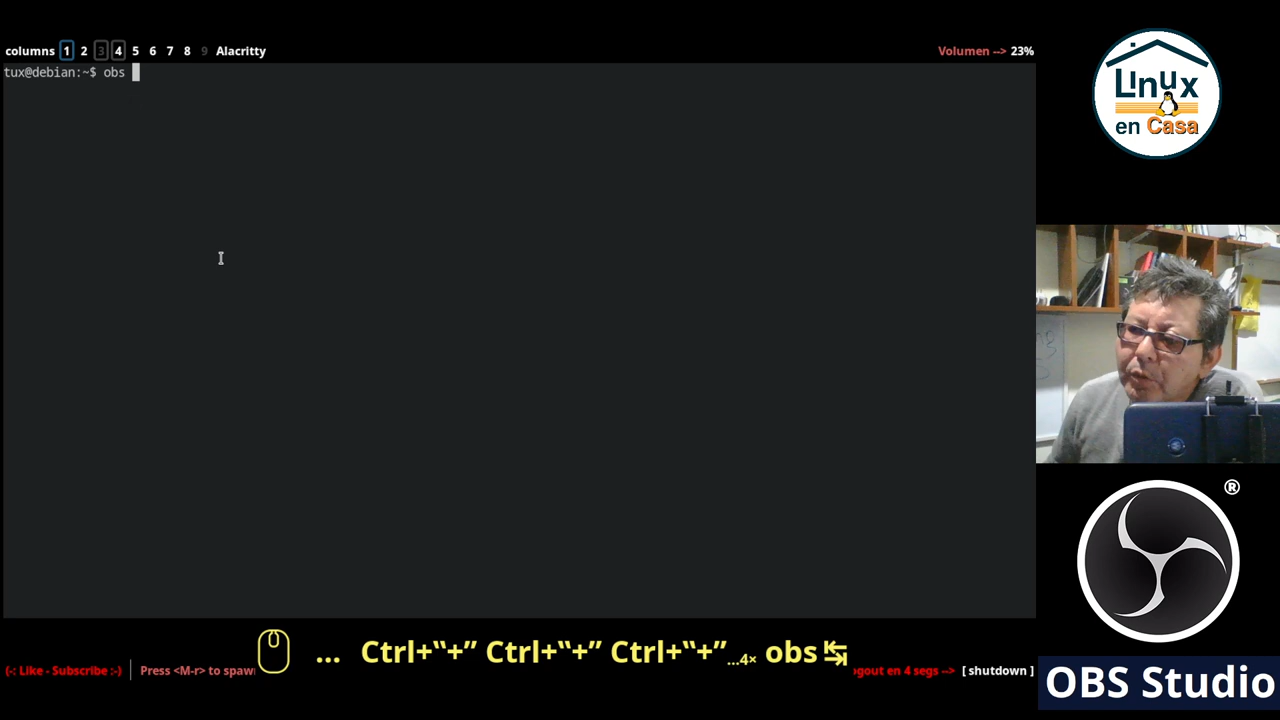 columns 1 2 3 4 5 6 7 8 9 Alacritty
Volumen --> 23%
tux@debian:~$ obs
Linux
en Casa
®
... Ctrl+“+” Ctrl+“+” Ctrl+“+”...4× obs ↹
(-: Like - Subscribe :-)
Press <M-r> to spaw
ogout en 4 segs -->
[ shutdown ]
OBS Studio